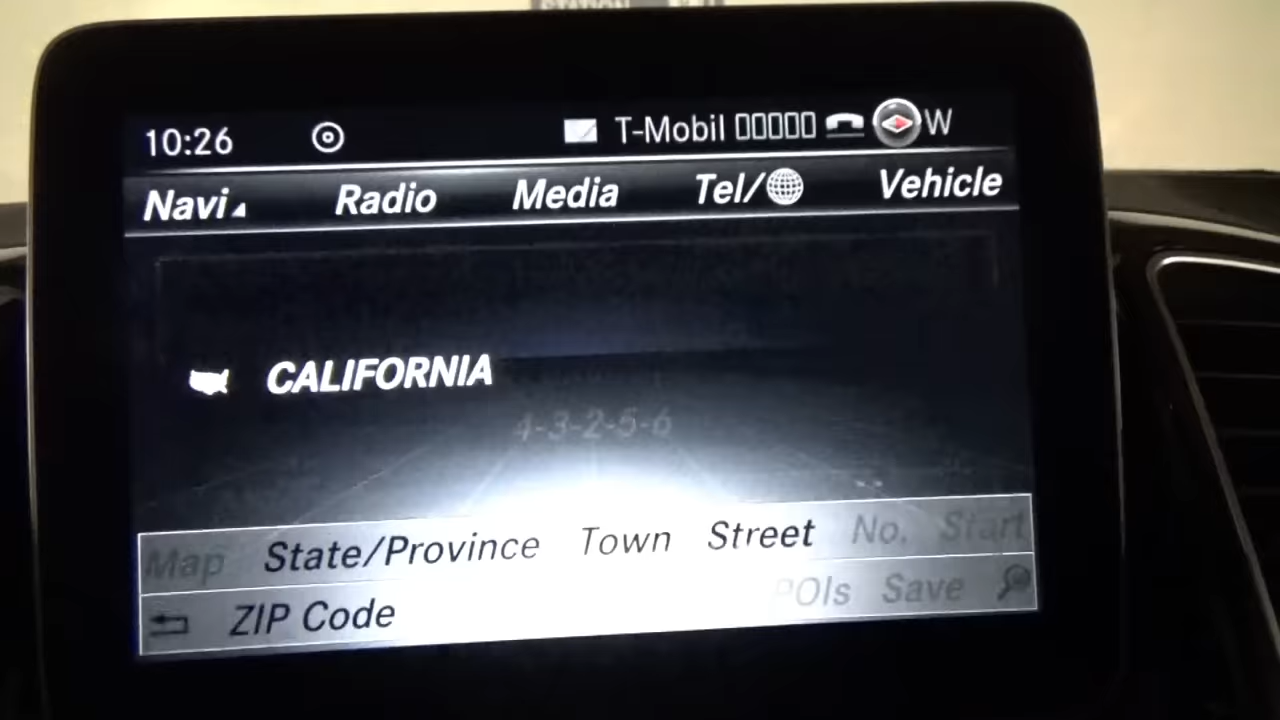 10:26 T-Mobil W
Navi Radio Media Tel/ Vehicle
CALIFORNIA
4-3-2-5-6
Map State/Province Town Street No. Start
ZIP Code POIs Save